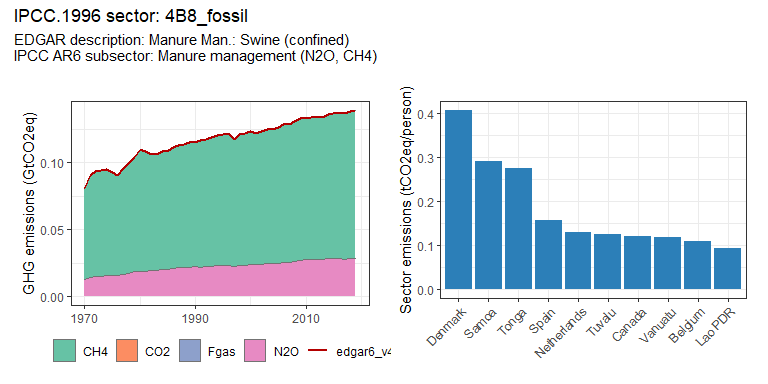 IPCC.1996 sector: 4B8_fossil
EDGAR description: Manure Man.: Swine (confined)
IPCC AR6 subsector: Manure management (N2O, CH4)
GHG emissions (GtCO2eq)
0.10
0.05
0.00
1970
1990
2010
CH4
CO2
Fgas
N2O
edgar6_v4
Sector emissions (tCO2eq/person)
0.4
0.3
0.2
0.1
0.0
Denmark
Samoa
Tonga
Spain
Netherlands
Tuvalu
Canada
Vanuatu
Belgium
Lao PDR